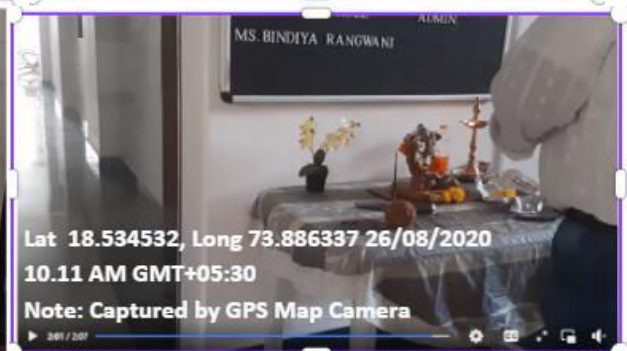 ADMIN
MS. BINDIYA RANGWANI
Lat 18.534532, Long 73.886337 26/08/2020
10.11 AM GMT+05:30
Note: Captured by GPS Map Camera
2:01 / 2:07
CC